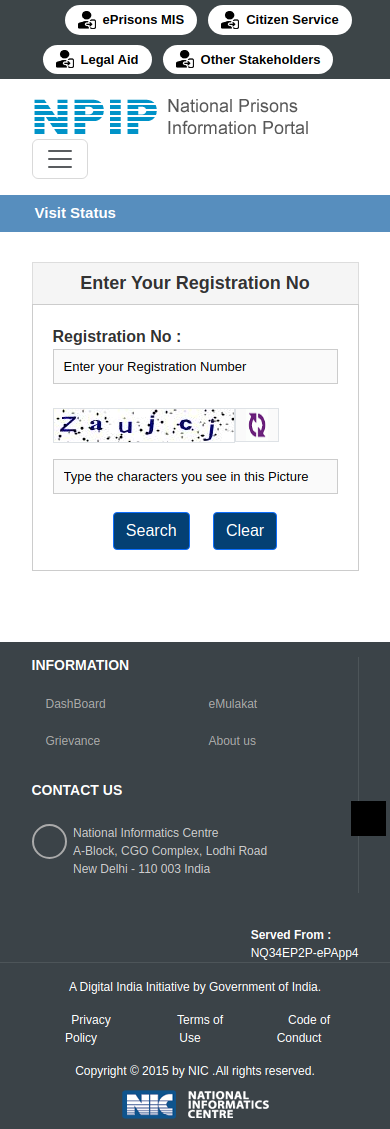 ePrisons MIS
Citizen Service
Legal Aid
Other Stakeholders
NPIP National Prisons
Information Portal
Visit Status
Enter Your Registration No
Registration No :
Enter your Registration Number
Zaujcj
Type the characters you see in this Picture
Search
Clear
INFORMATION
DashBoard
eMulakat
Grievance
About us
CONTACT US
National Informatics Centre
A-Block, CGO Complex, Lodhi Road
New Delhi - 110 003 India
Served From :
NQ34EP2P-ePApp4
A Digital India Initiative by Government of India.
Privacy
Policy
Terms of
Use
Code of
Conduct
Copyright © 2015 by NIC .All rights reserved.
NIC
NATIONAL
INFORMATICS
CENTRE